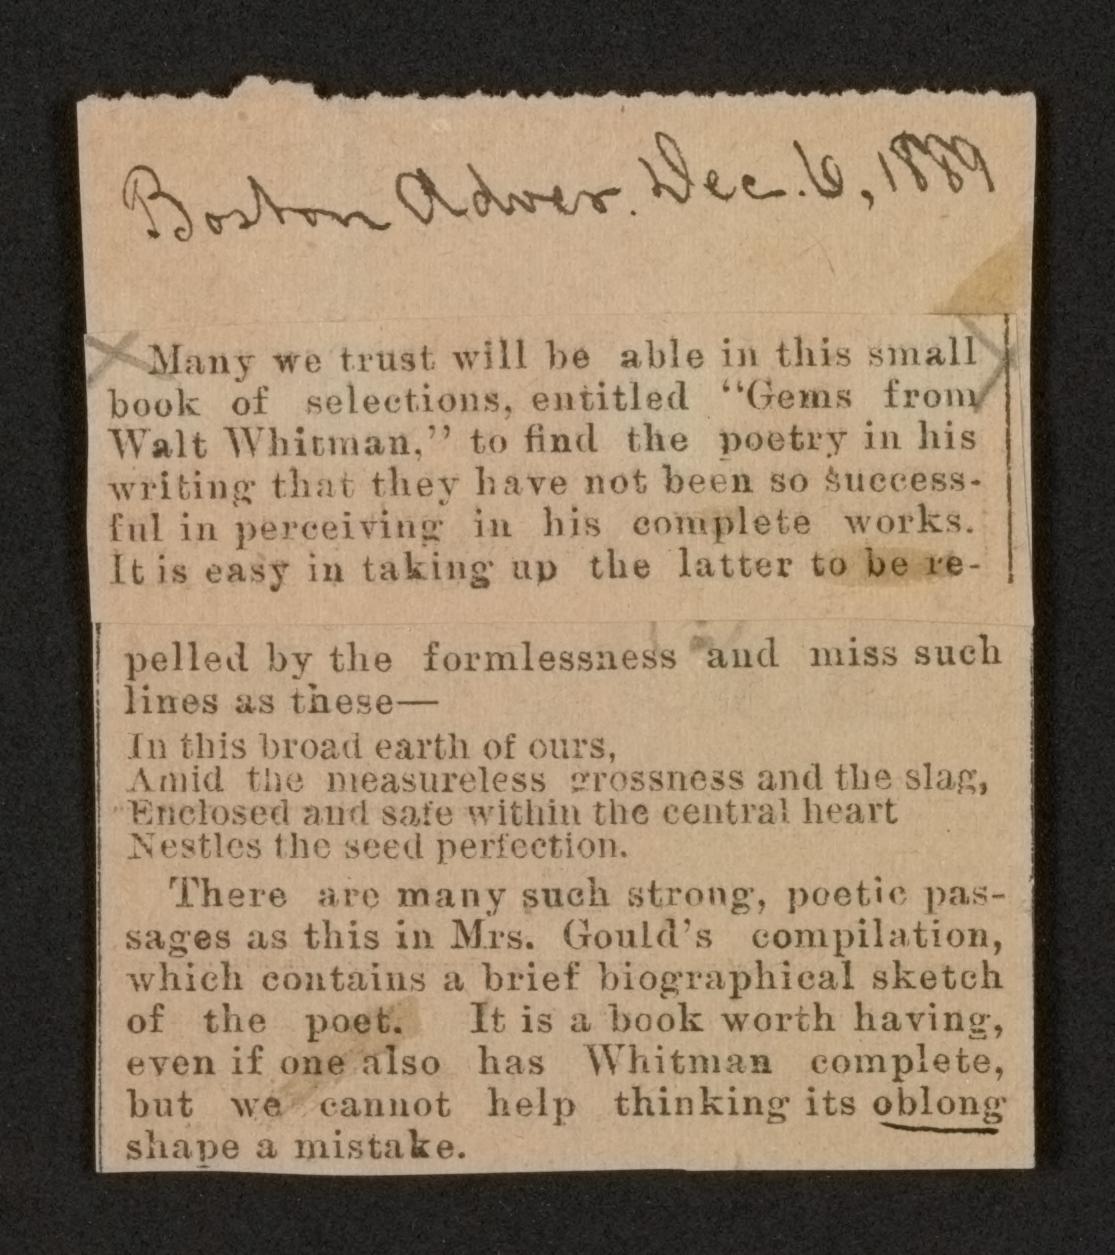 Boston Adver. Dec. 6, 1889
Many we trust will be able in this small
book of selections, entitled "Gems from
Walt Whitman," to find the poetry in his
writing that they have not been so success-
ful in perceiving in his complete works.
It is easy in taking up the latter to be re-
pelled by the formlessness and miss such
lines as these—
In this broad earth of ours,
Amid the measureless grossness and the slag,
Enclosed and safe within the central heart
Nestles the seed perfection.
There are many such strong, poetic pas-
sages as this in Mrs. Gould's compilation,
which contains a brief biographical sketch
of the poet. It is a book worth having,
even if one also has Whitman complete,
but we cannot help thinking its oblong
shape a mistake.